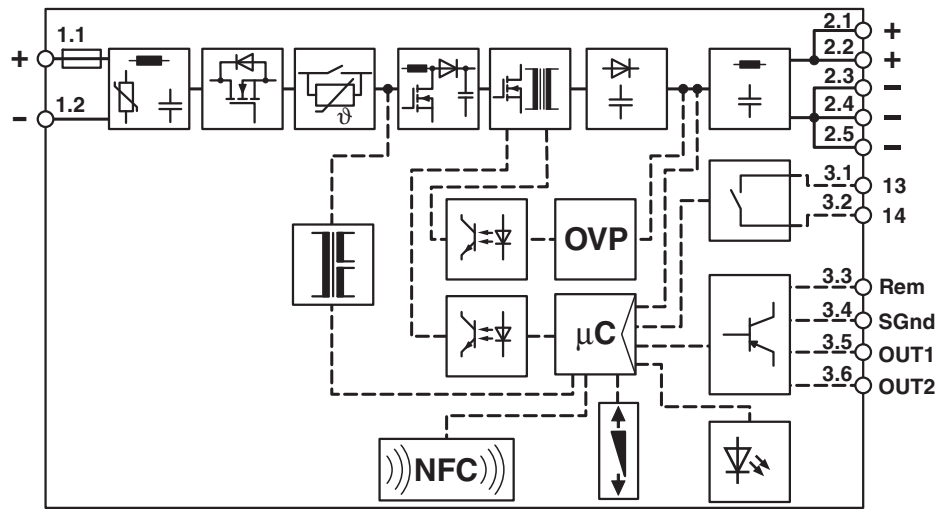 1.1
+
1.2
−
ϑ
2.1
+
2.2
+
2.3
−
2.4
−
2.5
−
3.1
13
3.2
14
OVP
3.3
Rem
3.4
SGnd
μC
3.5
OUT1
3.6
OUT2
NFC